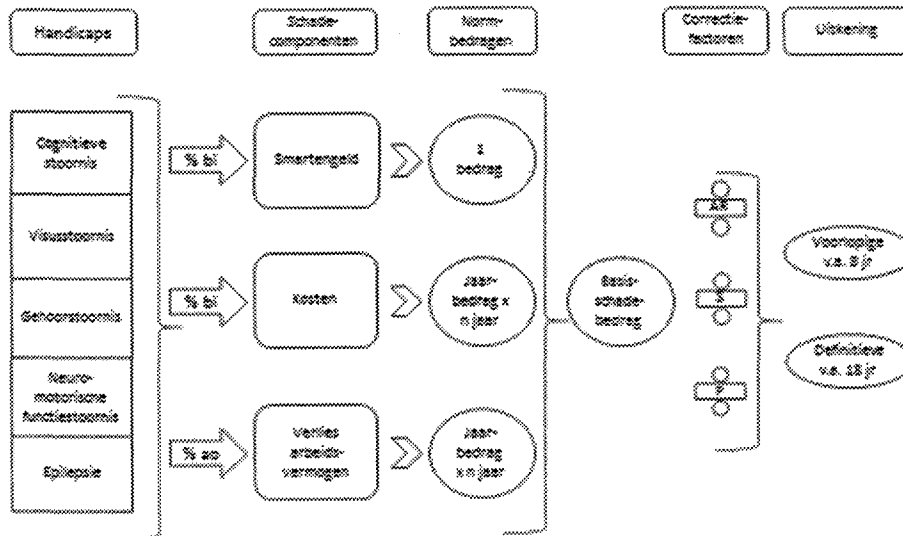 Handicaps
Schade-
componenten
Norm-
bedragen
Correctie-
factoren
Uitkering
Cognitieve
stoornis
Visusstoornis
Gehoorstoornis
Neuro-
motorische
functiestoornis
Epilepsie
% bi
% bi
% ao
Smartengeld
Kosten
Verlies
arbeids-
vermogen
1
bedrag
Jaar-
bedrag x
n jaar
Jaar-
bedrag
x n jaar
Basis-
schade-
bedrag
Voorlopige
v.a. 9 jr
Definitieve
v.a. 18 jr